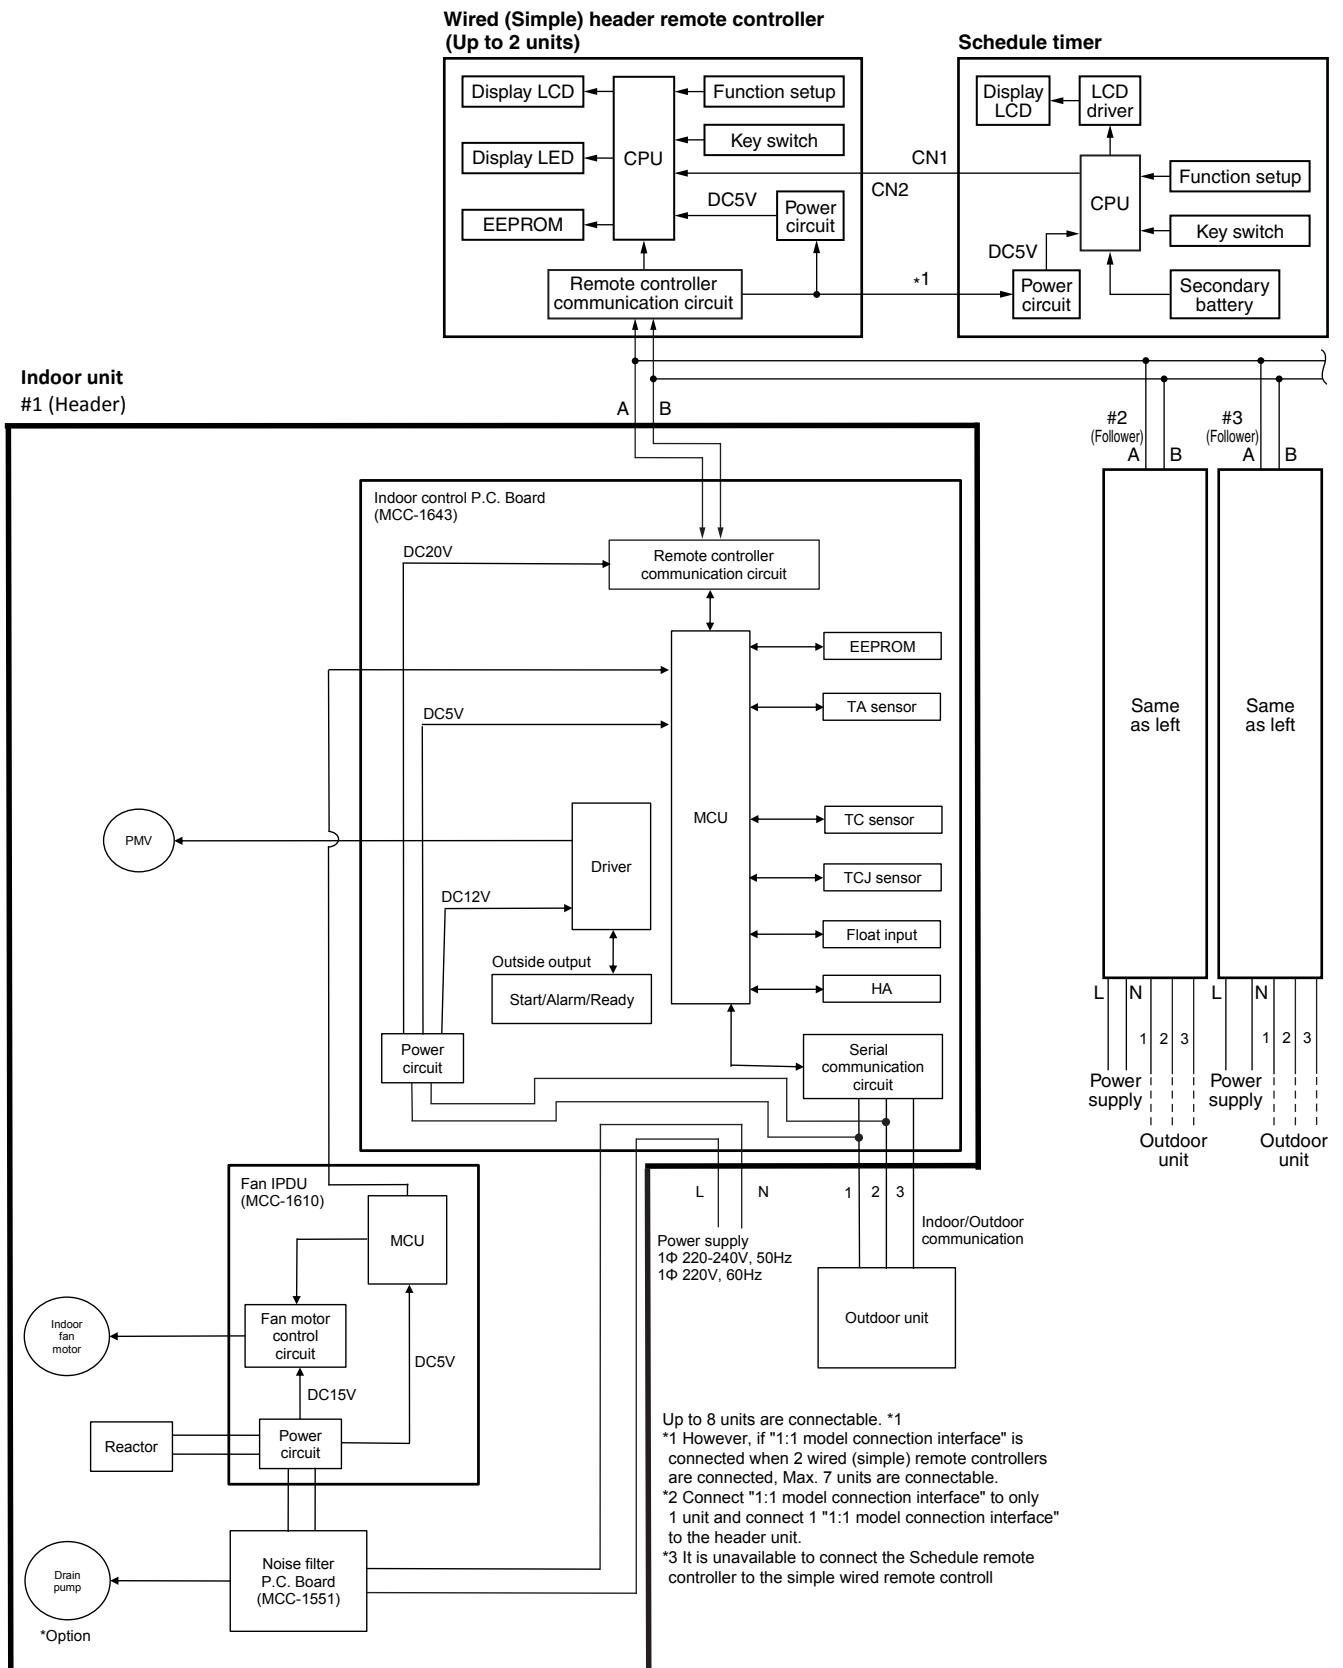 Wired (Simple) header remote controller
(Up to 2 units)
Display LCD
Function setup
Key switch
Display LED
CPU
EEPROM
DC5V
Power
circuit
Remote controller
communication circuit
CN1
CN2
*1
Schedule timer
Display
LCD
LCD
driver
CPU
Function setup
Key switch
DC5V
Power
circuit
Secondary
battery
Indoor unit
#1 (Header)
A
B
#2
(Follower)
A
B
#3
(Follower)
A
B
Indoor control P.C. Board
(MCC-1643)
DC20V
Remote controller
communication circuit
EEPROM
TA sensor
DC5V
MCU
TC sensor
TCJ sensor
Float input
HA
PMV
Driver
DC12V
Outside output
Start/Alarm/Ready
Power
circuit
Serial
communication
circuit
Same
as left
Same
as left
L
N
1
2
3
Power
supply
Outdoor
unit
L
N
1
2
3
Power
supply
Outdoor
unit
Fan IPDU
(MCC-1610)
MCU
Indoor
fan
motor
Fan motor
control
circuit
DC5V
DC15V
Reactor
Power
circuit
Drain
pump
*Option
Noise filter
P.C. Board
(MCC-1551)
L
N
Power supply
1Φ 220-240V, 50Hz
1Φ 220V, 60Hz
1
2
3
Indoor/Outdoor
communication
Outdoor unit
Up to 8 units are connectable. *1
*1 However, if "1:1 model connection interface" is
connected when 2 wired (simple) remote controllers
are connected, Max. 7 units are connectable.
*2 Connect "1:1 model connection interface" to only
1 unit and connect 1 "1:1 model connection interface"
to the header unit.
*3 It is unavailable to connect the Schedule remote
controller to the simple wired remote controll